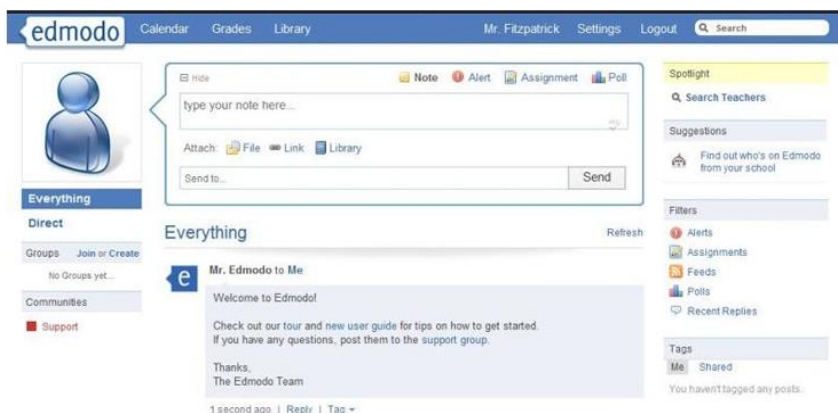 edmodo
Calendar Grades Library
Mr. Fitzpatrick Settings Logout Search
Hide
Note Alert Assignment Poll
type your note here...
Attach: File Link Library
Send to... Send
Everything
Direct
Groups Join or Create
No Groups yet...
Communities
Support
Everything Refresh
e
Mr. Edmodo to Me
Welcome to Edmodo!
Check out our tour and new user guide for tips on how to get started.
If you have any questions, post them to the support group.
Thanks,
The Edmodo Team
1 second ago | Reply | Tag
Spotlight
Search Teachers
Suggestions
Find out who's on Edmodo
from your school
Filters
Alerts
Assignments
Feeds
Polls
Recent Replies
Tags
Me Shared
You haven't tagged any posts.